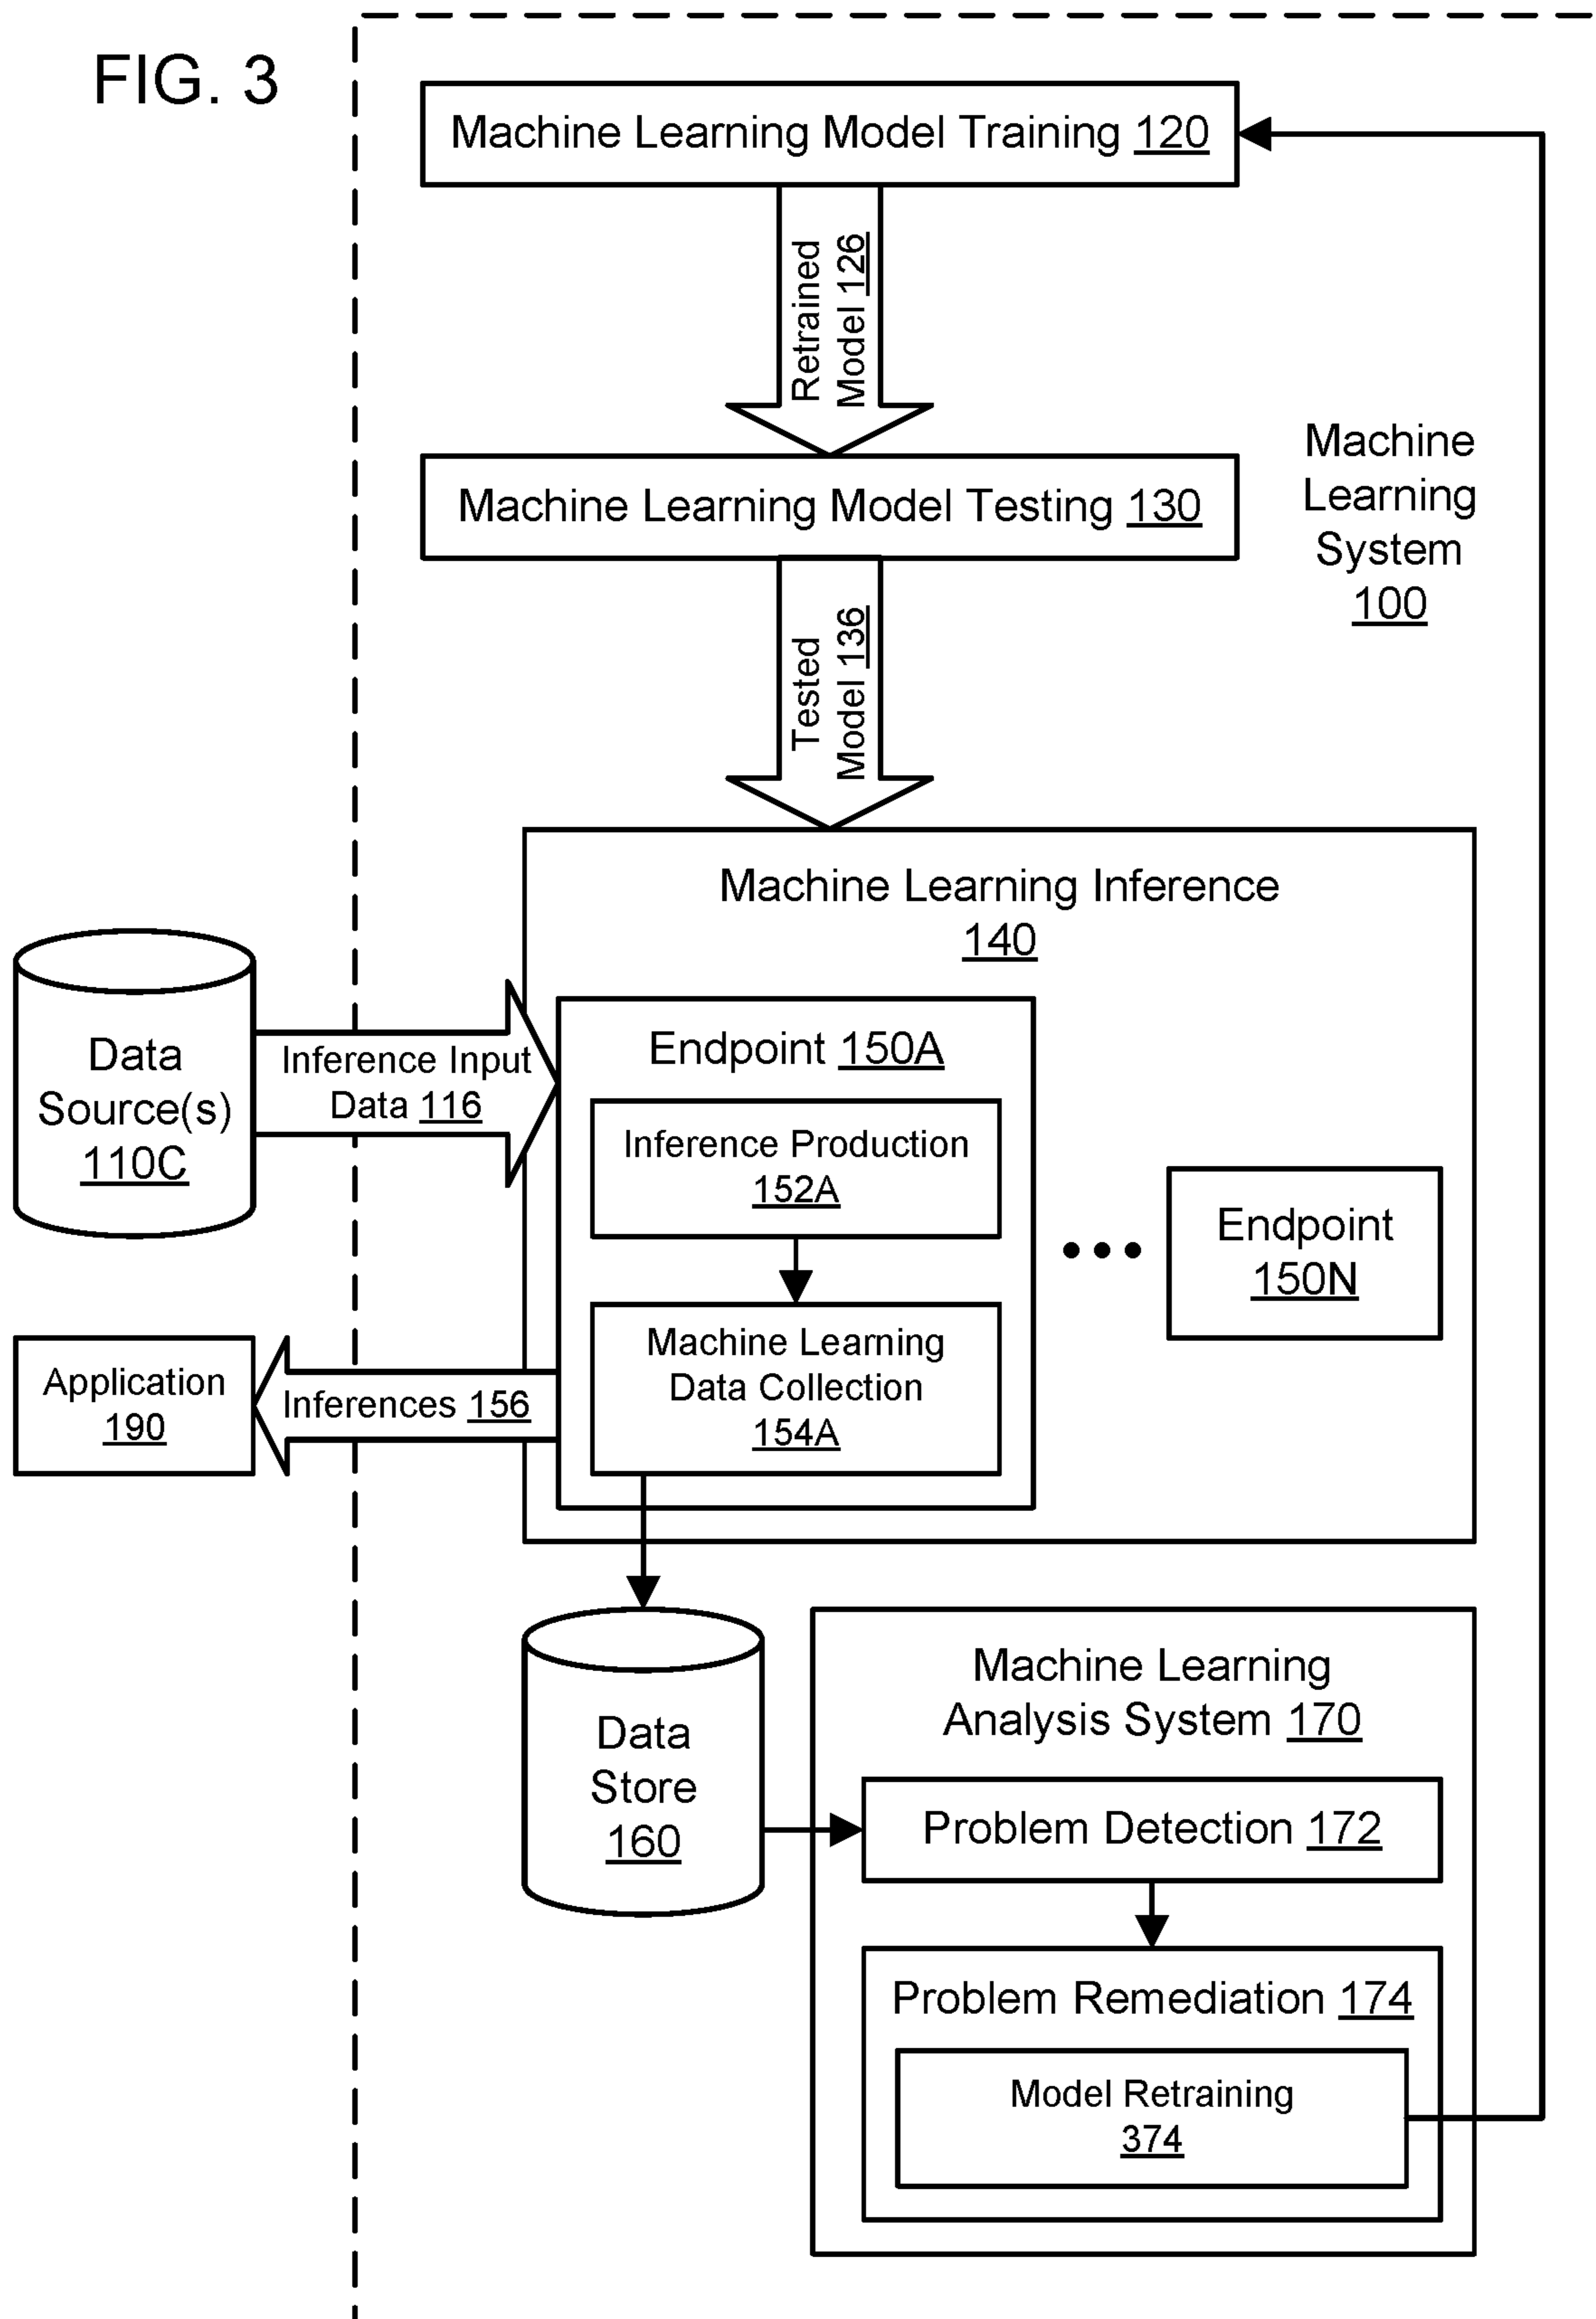 FIG. 3
Machine Learning Model Training 120
Retrained
Model 126
Machine Learning Model Testing 130
Machine
Learning
System
100
Tested
Model 136
Machine Learning Inference
140
Data
Source(s)
110C
Inference Input
Data 116
Endpoint 150A
Inference Production
152A
Machine Learning
Data Collection
154A
Endpoint
150N
Application
190
Inferences 156
Data
Store
160
Machine Learning
Analysis System 170
Problem Detection 172
Problem Remediation 174
Model Retraining
374